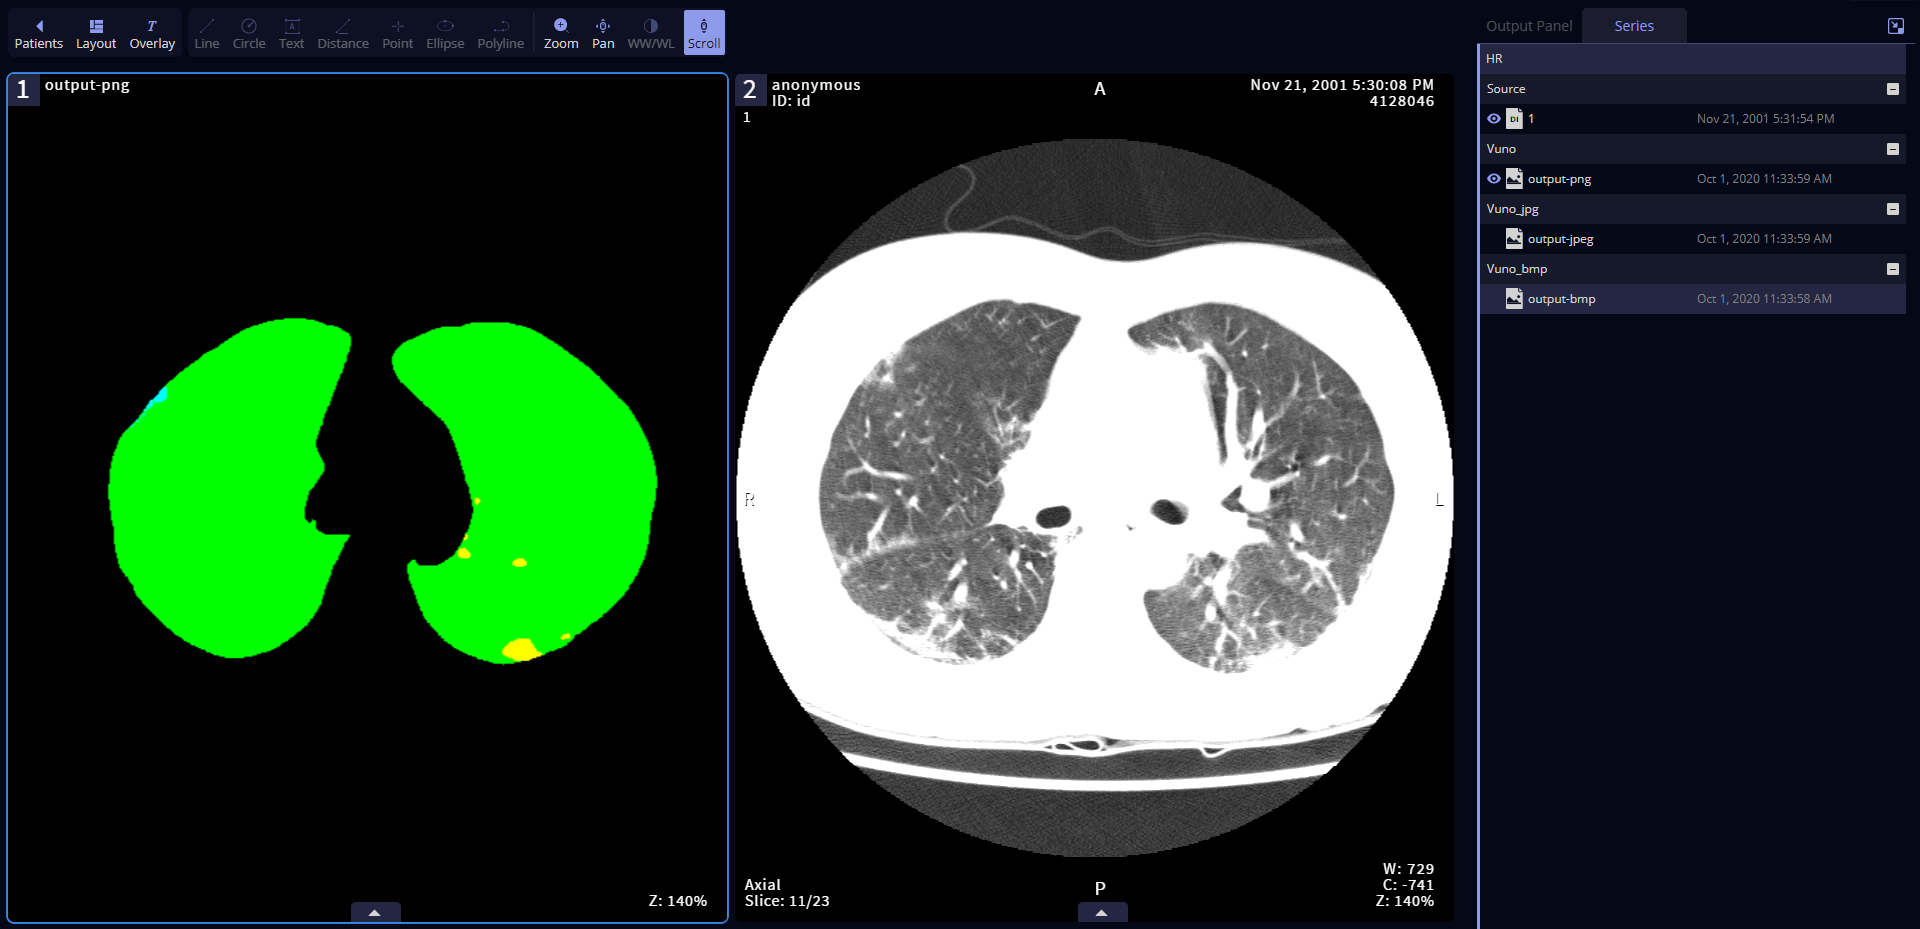 Patients Layout Overlay Line Circle Text Distance Point Ellipse Polyline Zoom Pan WW/WL Scroll
Output Panel Series
1 output-png
Z: 140%
2 anonymous
ID: id
1
A
Nov 21, 2001 5:30:08 PM
4128046
R
L
Axial
Slice: 11/23
P
W: 729
C: -741
Z: 140%
HR
Source
DI 1 Nov 21, 2001 5:31:54 PM
Vuno
output-png Oct 1, 2020 11:33:59 AM
Vuno_jpg
output-jpeg Oct 1, 2020 11:33:59 AM
Vuno_bmp
output-bmp Oct 1, 2020 11:33:58 AM